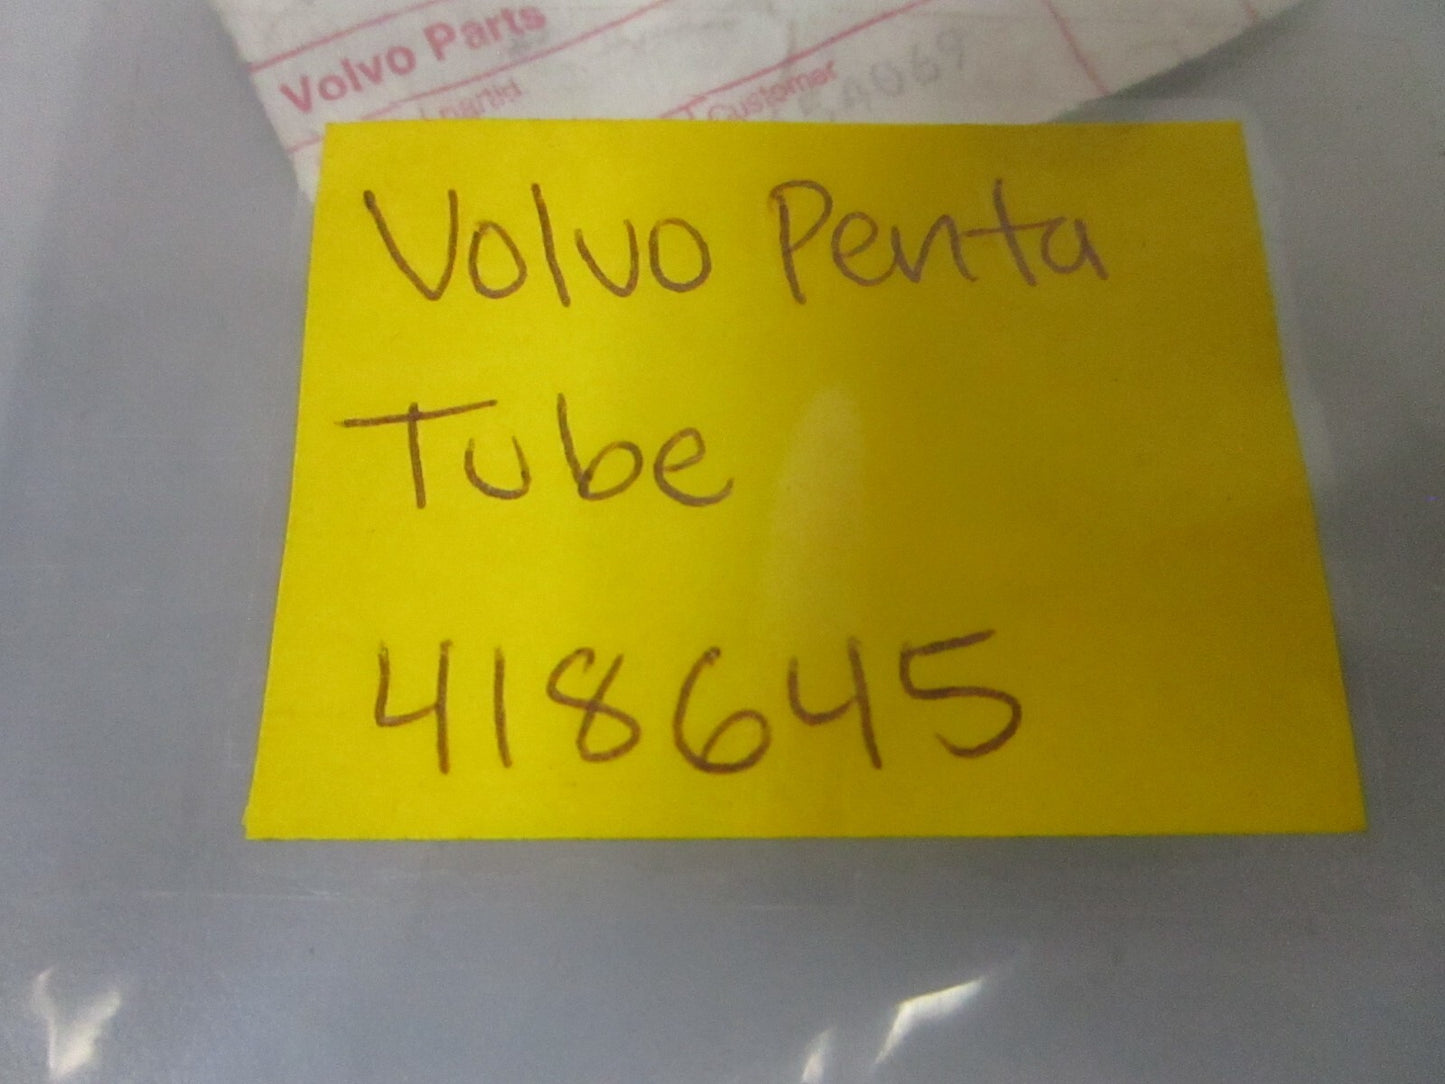 Volvo Parts
Customer
Volvo Penta
Tube
418645